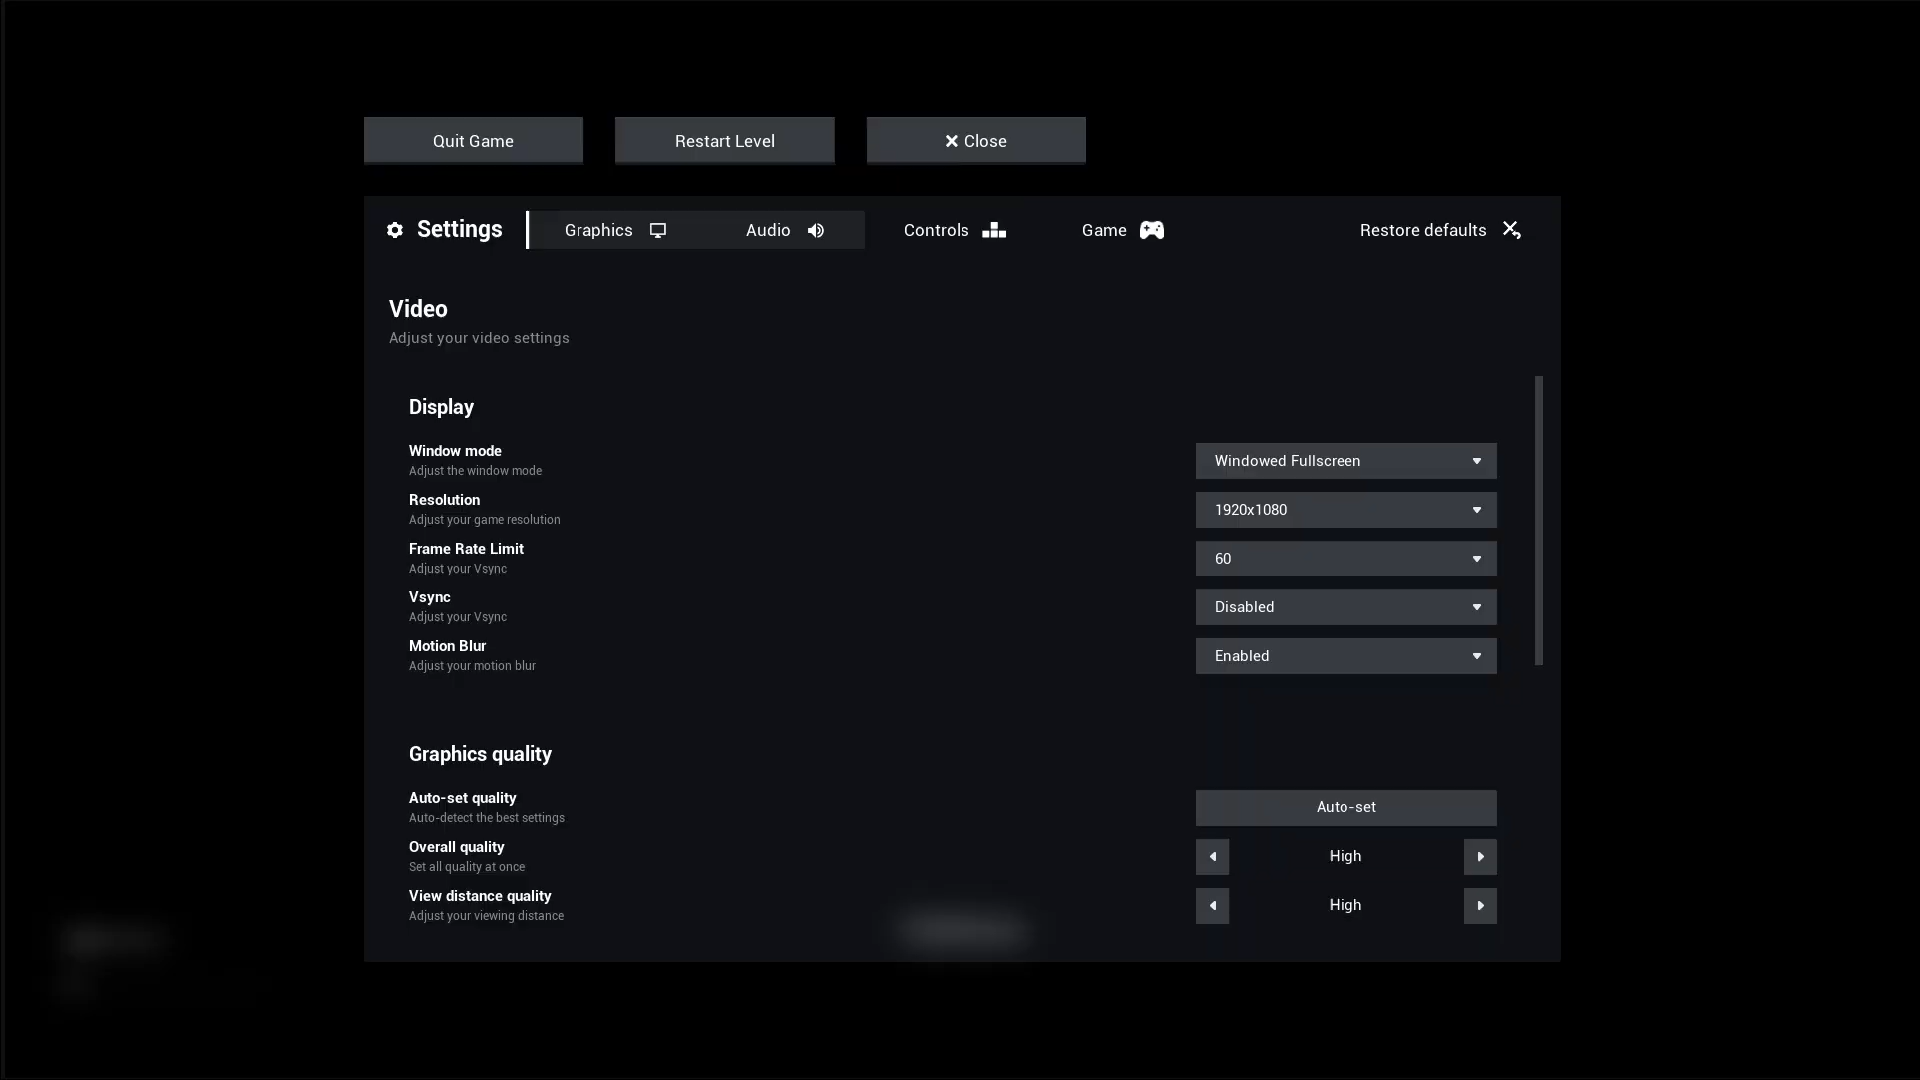 Quit Game Restart Level Close
Settings Graphics Audio Controls Game Restore defaults
Video
Adjust your video settings
Display
Window mode
Adjust the window mode
Windowed Fullscreen
Resolution
Adjust your game resolution
1920x1080
Frame Rate Limit
Adjust your Vsync
60
Vsync
Adjust your Vsync
Disabled
Motion Blur
Adjust your motion blur
Enabled
Graphics quality
Auto-set quality
Auto-detect the best settings
Auto-set
Overall quality
Set all quality at once
High
View distance quality
Adjust your viewing distance
High